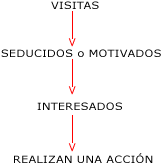 VISITAS
SEDUCIDOS o MOTIVADOS
INTERESADOS
REALIZAN UNA ACCIÓN